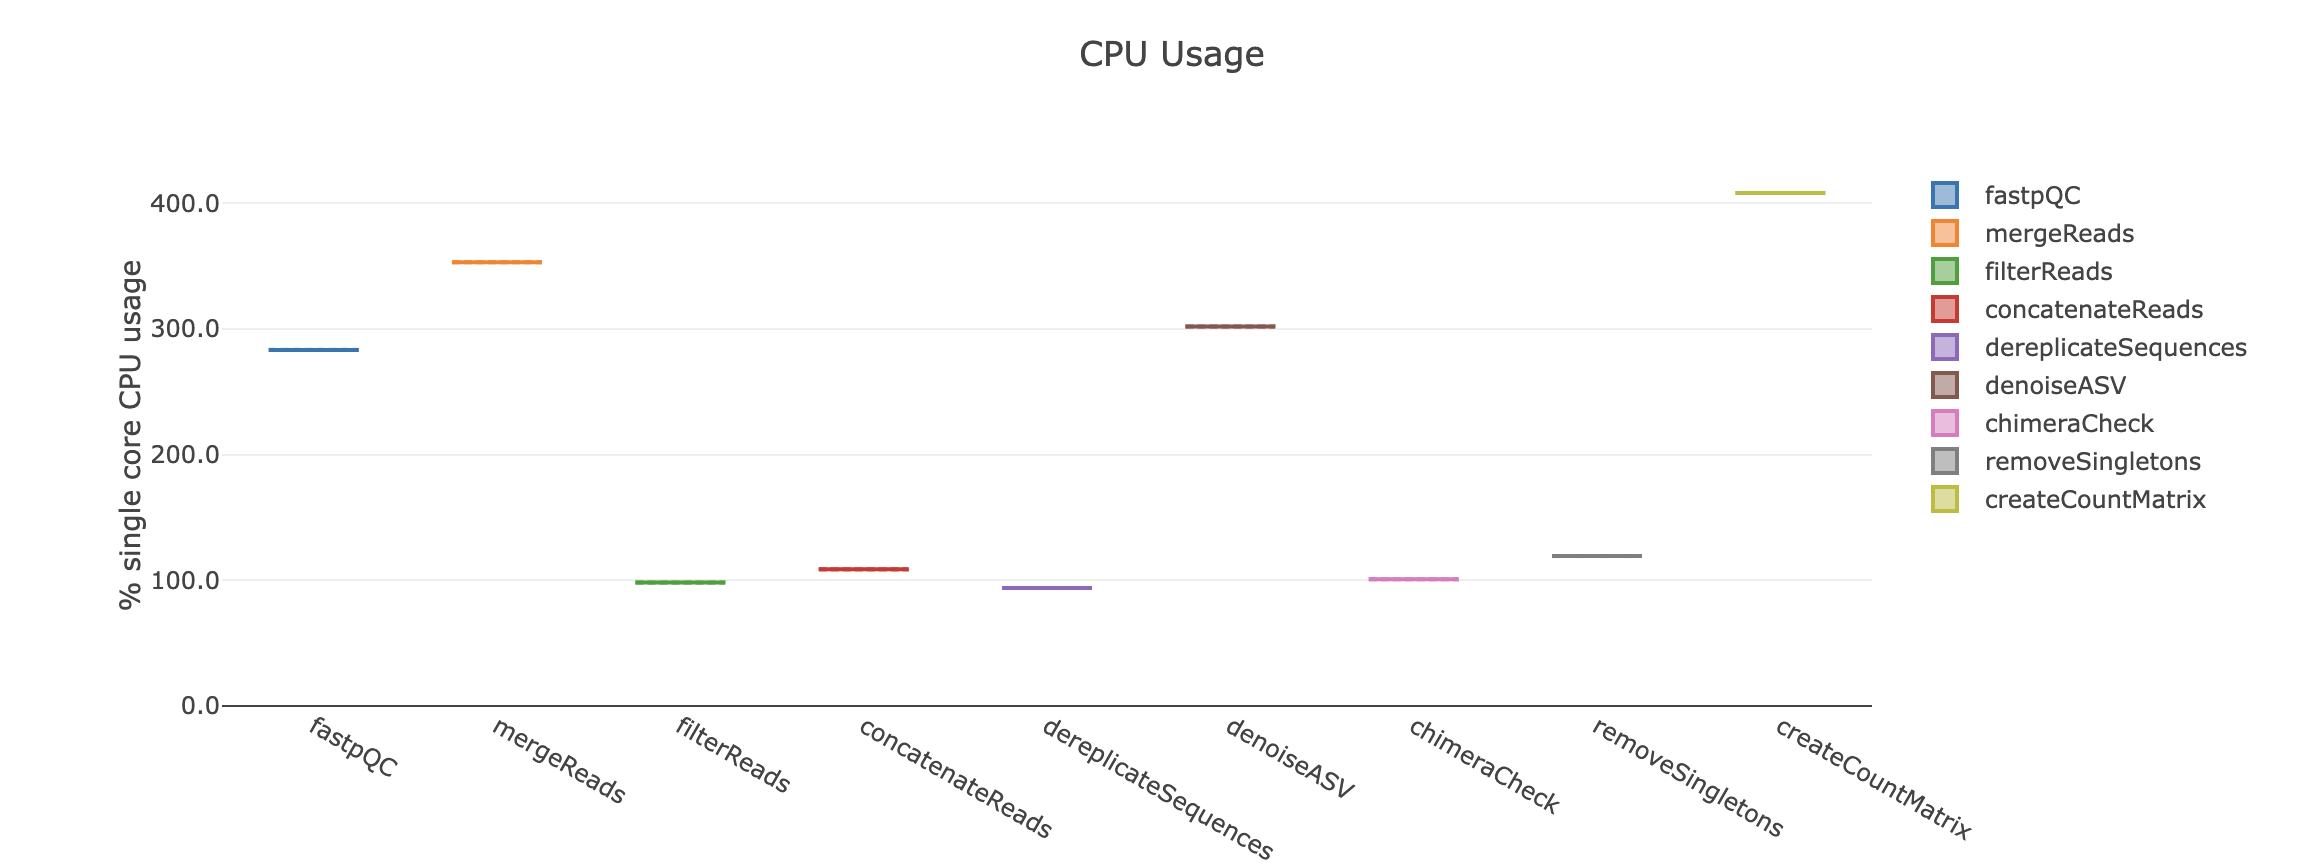 CPU Usage
% single core CPU usage
400.0
300.0
200.0
100.0
0.0
fastpQC
mergeReads
filterReads
concatenateReads
dereplicateSequences
denoiseASV
chimeraCheck
removeSingletons
createCountMatrix
fastpQC
mergeReads
filterReads
concatenateReads
dereplicateSequences
denoiseASV
chimeraCheck
removeSingletons
createCountMatrix